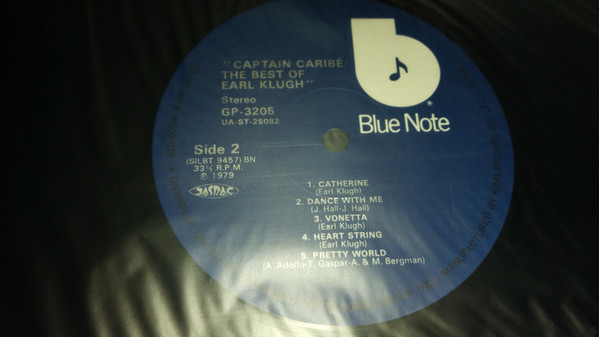 "CAPTAIN CARIBE/
THE BEST OF
EARL KLUGH"
Stereo
GP-3205
UA-ST-25082
Blue Note
®
Side 2
(SILBT 9457) BN
33⅓ R.P.M.
℗ 1979
JASRAC
1. CATHERINE
(Earl Klugh)
2. DANCE WITH ME
(J. Hall-J. Hall)
3. VONETTA
(Earl Klugh)
4. HEART STRING
(Earl Klugh)
5. PRETTY WORLD
(A. Adolfo-T. Gaspar-A. & M. Bergman)
MANUFACTURED BY